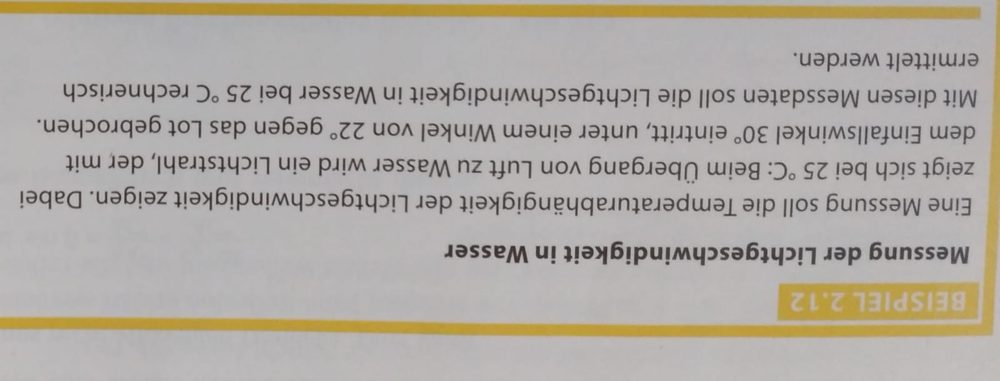 BEISPIEL 2.12
Messung der Lichtgeschwindigkeit in Wasser
Eine Messung soll die Temperaturabhängigkeit der Lichtgeschwindigkeit zeigen. Dabei
zeigt sich bei 25 °C: Beim Übergang von Luft zu Wasser wird ein Lichtstrahl, der mit
dem Einfallswinkel 30° eintritt, unter einem Winkel von 22° gegen das Lot gebrochen.
Mit diesen Messdaten soll die Lichtgeschwindigkeit in Wasser bei 25 °C rechnerisch
ermittelt werden.